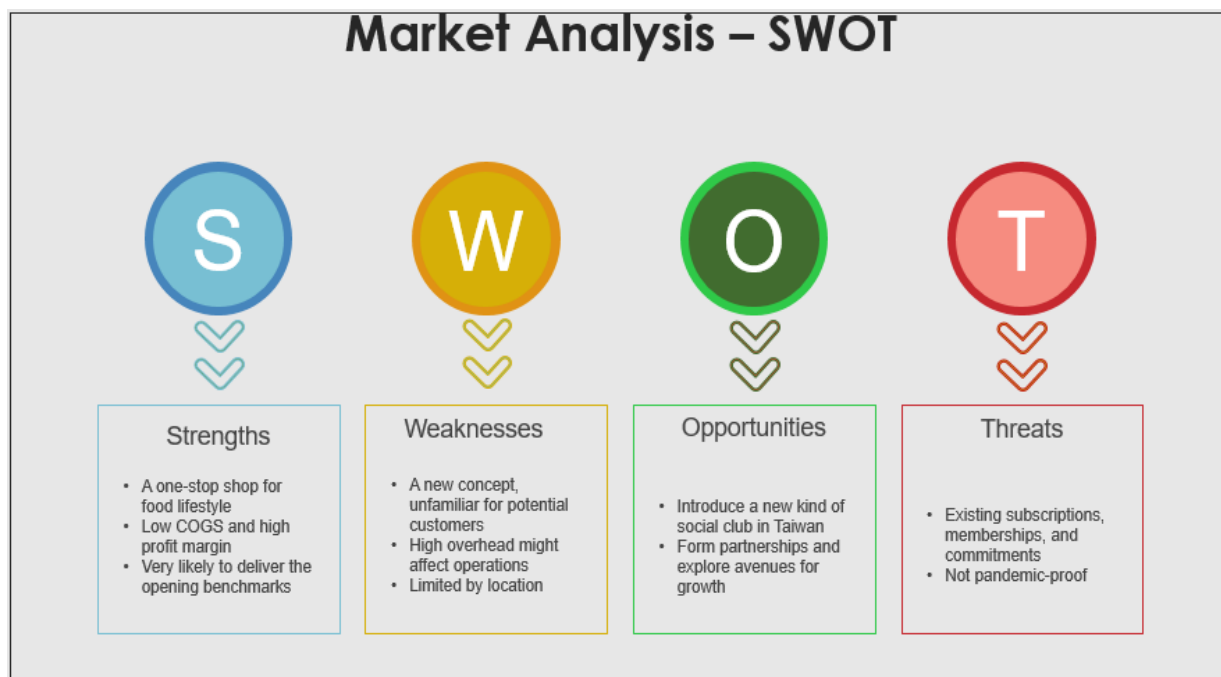 Market Analysis – SWOT
S
W
O
T
Strengths
• A one-stop shop for
food lifestyle
• Low COGS and high
profit margin
• Very likely to deliver the
opening benchmarks
Weaknesses
• A new concept,
unfamiliar for potential
customers
• High overhead might
affect operations
• Limited by location
Opportunities
• Introduce a new kind of
social club in Taiwan
• Form partnerships and
explore avenues for
growth
Threats
• Existing subscriptions,
memberships, and
commitments
• Not pandemic-proof